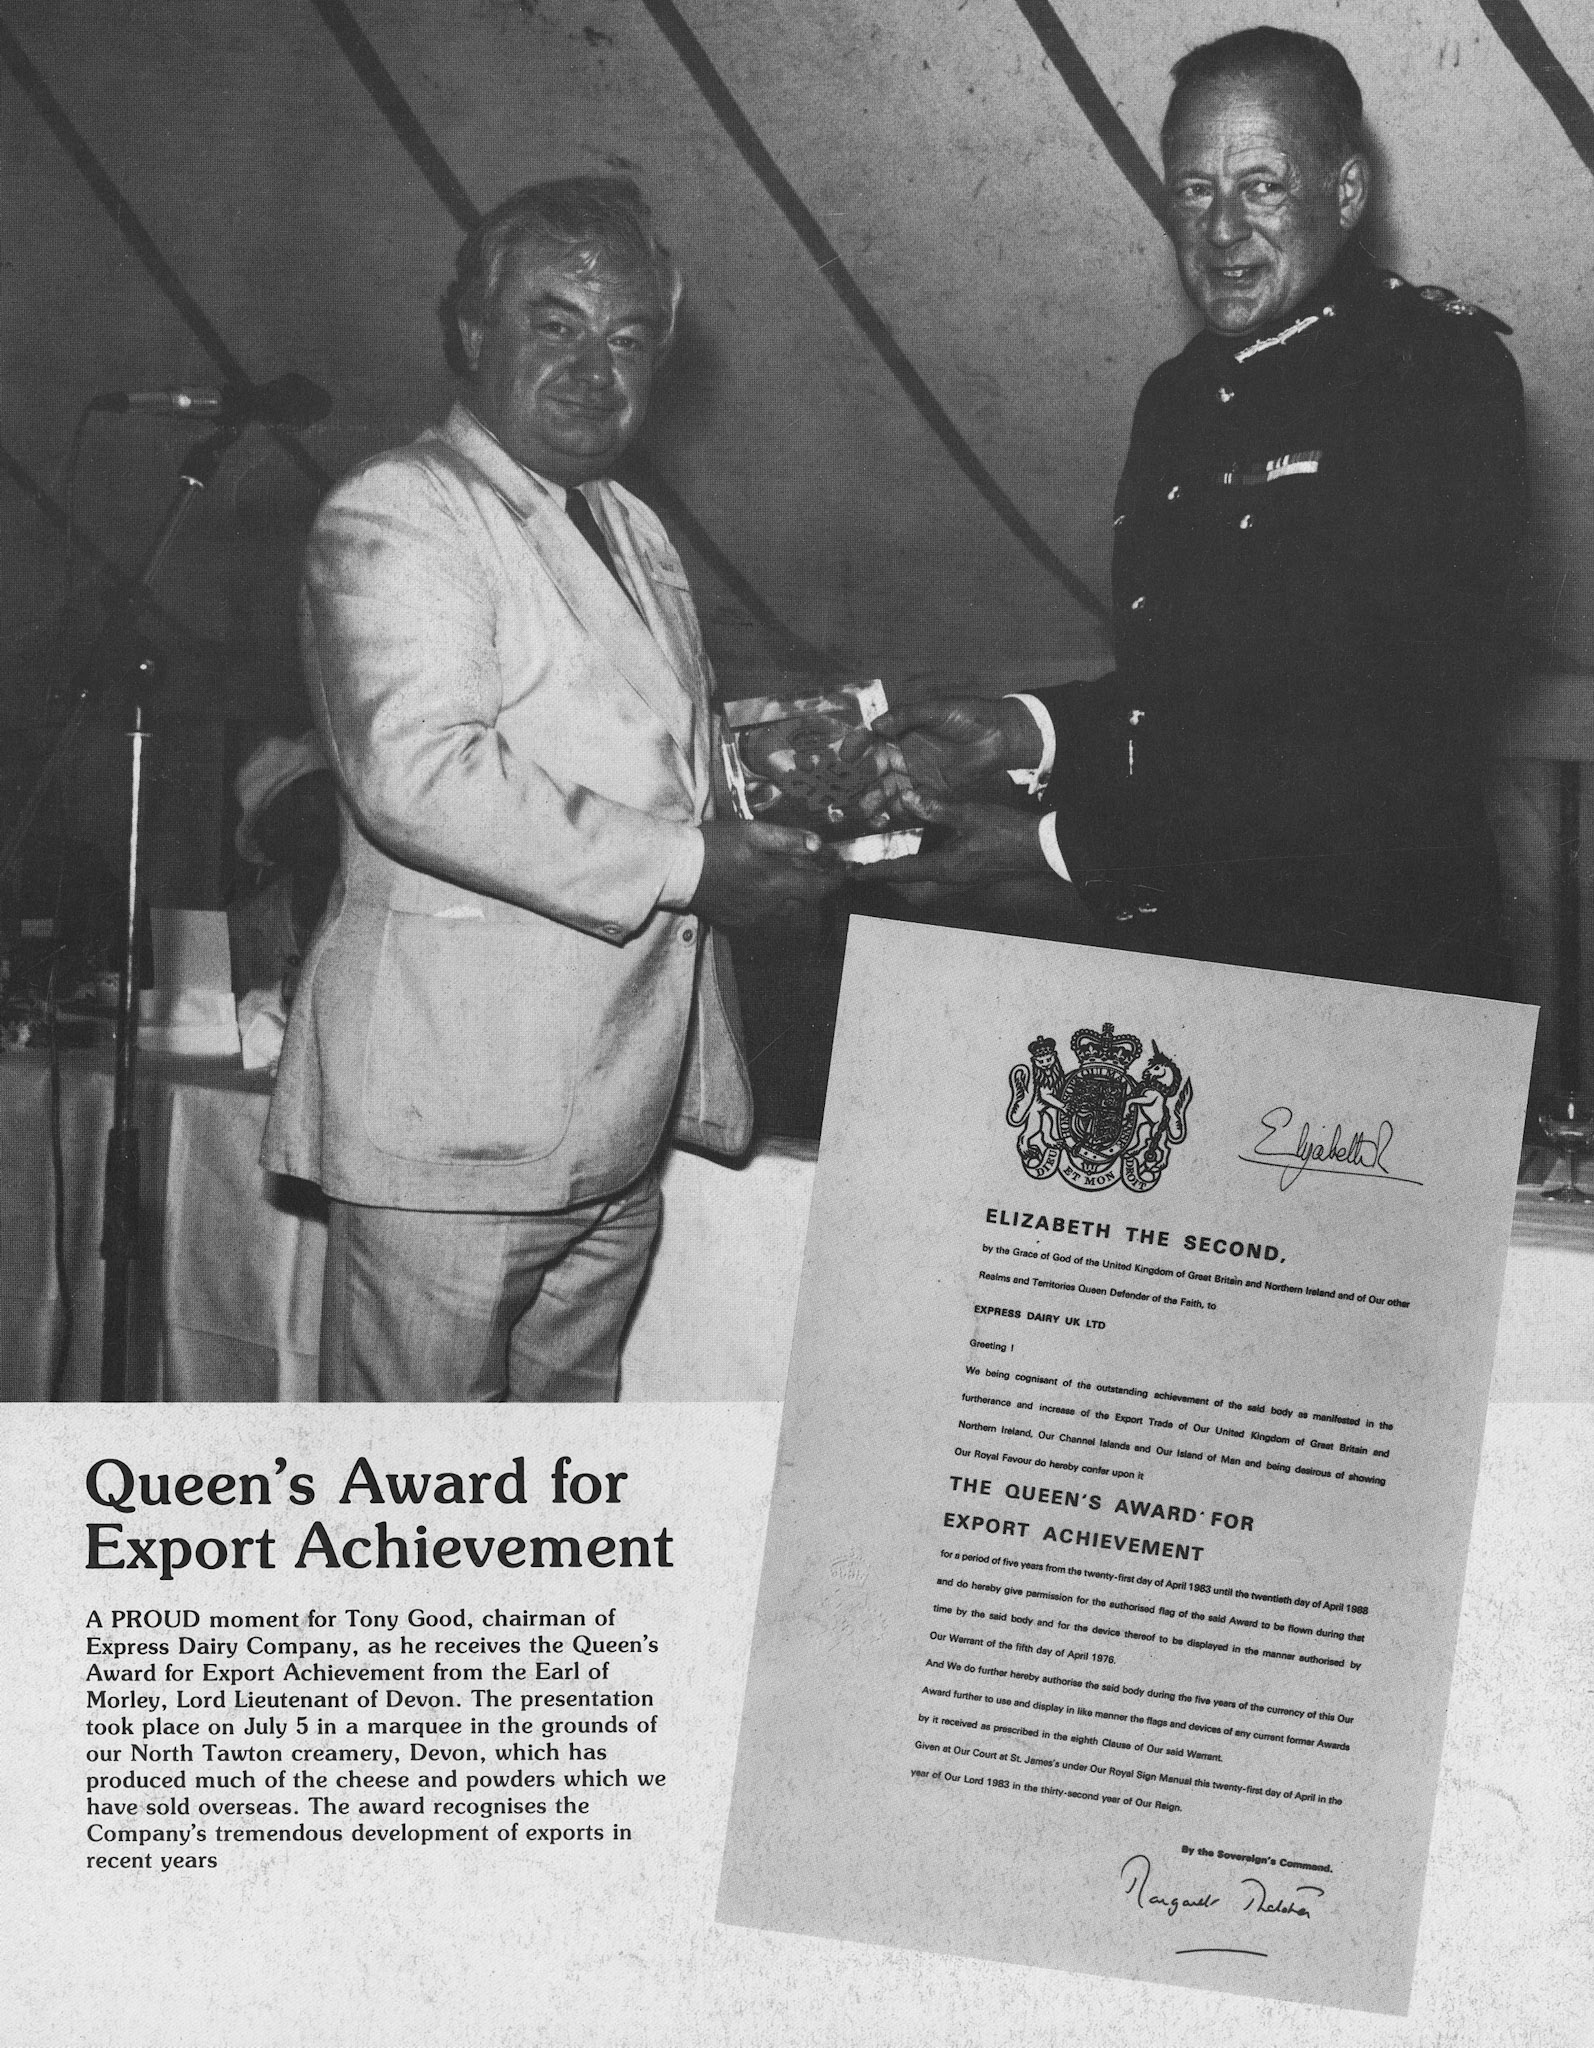 Queen's Award for
Export Achievement
A PROUD moment for Tony Good, chairman of
Express Dairy Company, as he receives the Queen's
Award for Export Achievement from the Earl of
Morley, Lord Lieutenant of Devon. The presentation
took place on July 5 in a marquee in the grounds of
our North Tawton creamery, Devon, which has
produced much of the cheese and powders which we
have sold overseas. The award recognises the
Company's tremendous development of exports in
recent years
DIEU ET MON DROIT
Elizabeth R
ELIZABETH THE SECOND,
by the Grace of God of the United Kingdom of Great Britain and Northern Ireland and of Our other
Realms and Territories Queen Defender of the Faith, to
EXPRESS DAIRY UK LTD
Greeting !
We being cognisant of the outstanding achievement of the said body as manifested in the
furtherance and increase of the Export Trade of Our United Kingdom of Great Britain and
Northern Ireland, Our Channel Islands and Our Island of Man and being desirous of showing
Our Royal Favour do hereby confer upon it
THE QUEEN'S AWARD FOR
EXPORT ACHIEVEMENT
for a period of five years from the twenty-first day of April 1983 until the twentieth day of April 1988
and do hereby give permission for the authorised flag of the said Award to be flown during that
time by the said body and for the device thereof to be displayed in the manner authorised by
Our Warrant of the fifth day of April 1976.
And We do further hereby authorise the said body during the five years of the currency of this Our
Award further to use and display in like manner the flags and devices of any current former Awards
by it received as prescribed in the eighth Clause of Our said Warrant.
Given at Our Court at St. James's under Our Royal Sign Manual this twenty-first day of April in the
year of Our Lord 1983 in the thirty-second year of Our Reign.
By the Sovereign's Command.
Margaret Thatcher